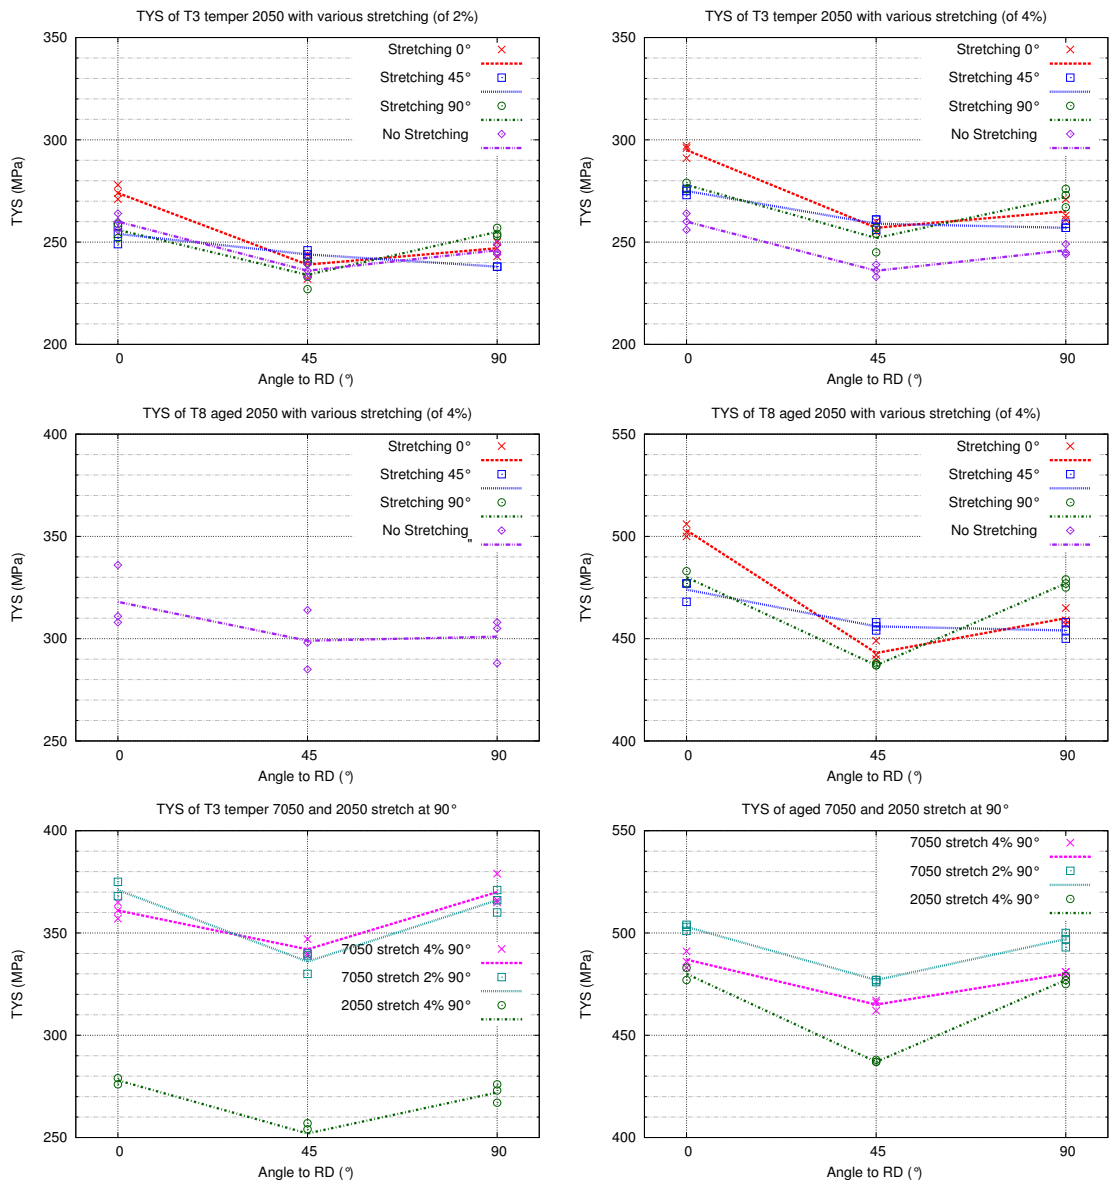 TYS of T3 temper 2050 with various stretching (of 2%)
350
300
250
200
0
45
90
TYS (MPa)
Angle to RD (°)
Stretching 0°
Stretching 45°
Stretching 90°
No Stretching
TYS of T3 temper 2050 with various stretching (of 4%)
350
300
250
200
0
45
90
TYS (MPa)
Angle to RD (°)
Stretching 0°
Stretching 45°
Stretching 90°
No Stretching
TYS of T8 aged 2050 with various stretching (of 4%)
400
350
300
250
0
45
90
TYS (MPa)
Angle to RD (°)
Stretching 0°
Stretching 45°
Stretching 90°
No Stretching
"
TYS of T8 aged 2050 with various stretching (of 4%)
550
500
450
400
0
45
90
TYS (MPa)
Angle to RD (°)
Stretching 0°
Stretching 45°
Stretching 90°
No Stretching
TYS of T3 temper 7050 and 2050 stretch at 90°
400
350
300
250
0
45
90
TYS (MPa)
Angle to RD (°)
7050 stretch 4% 90°
7050 stretch 2% 90°
2050 stretch 4% 90°
TYS of aged 7050 and 2050 stretch at 90°
550
500
450
400
0
45
90
TYS (MPa)
Angle to RD (°)
7050 stretch 4% 90°
7050 stretch 2% 90°
2050 stretch 4% 90°